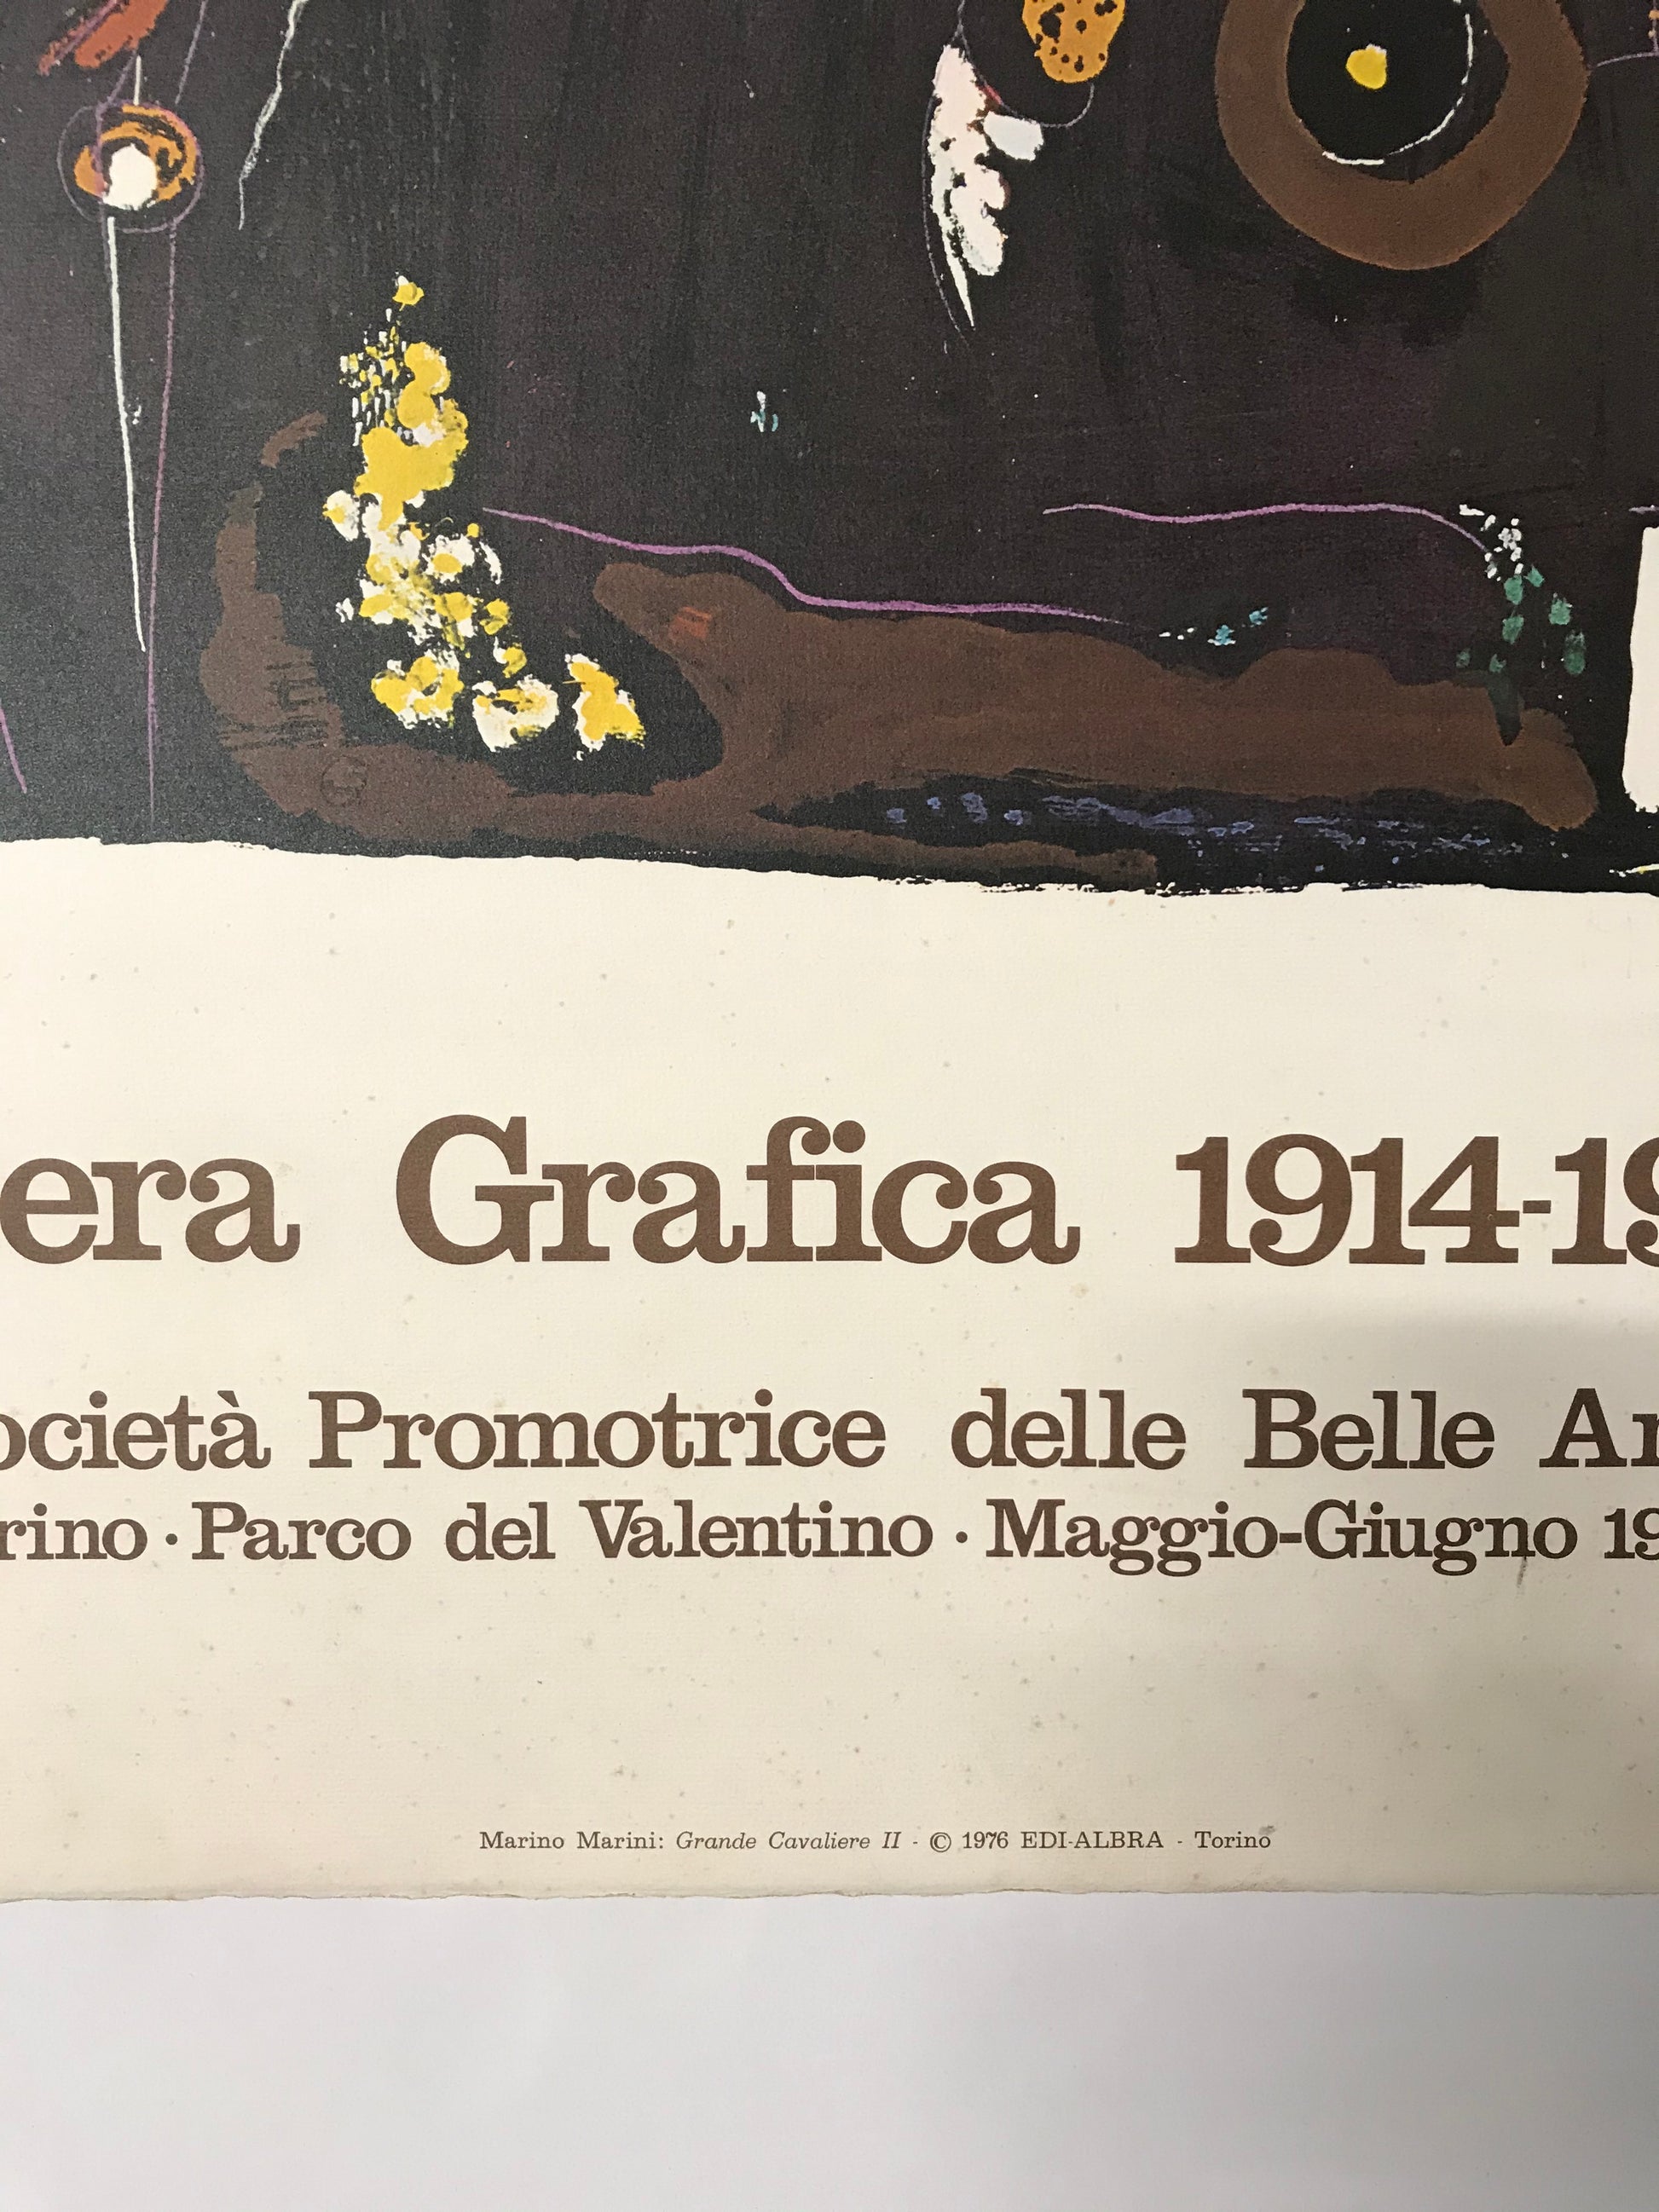 era Grafica 1914-19
ocietà Promotrice delle Belle Ar
rino · Parco del Valentino · Maggio-Giugno 19
Marino Marini: Grande Cavaliere II - © 1976 EDI-ALBRA - Torino